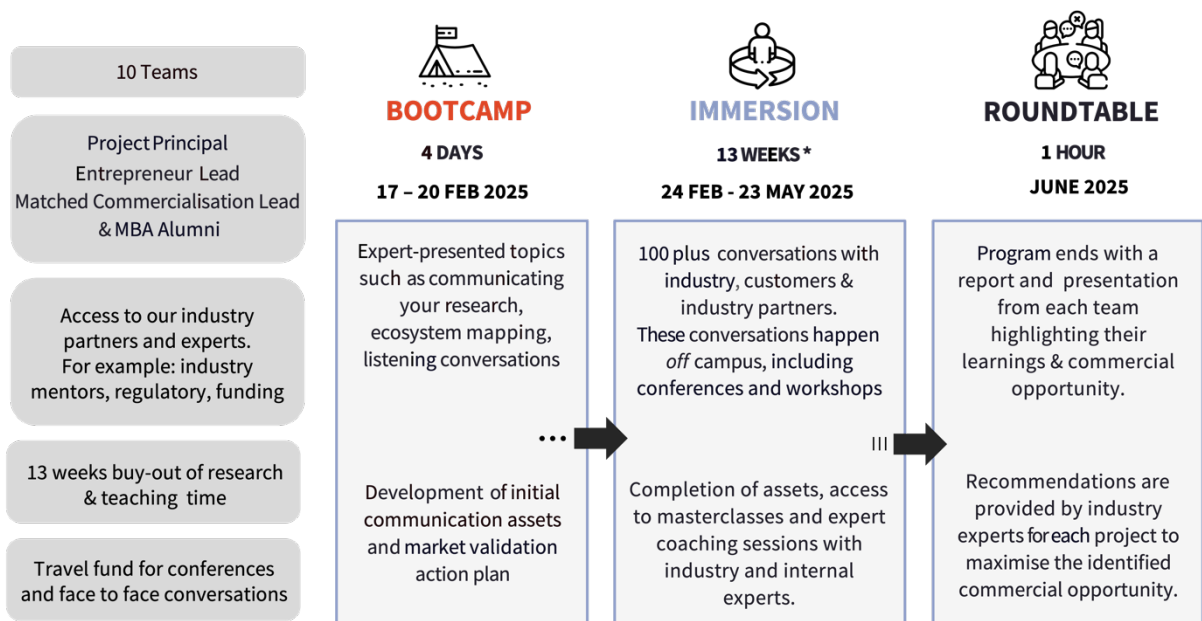 10 Teams
Project Principal
Entrepreneur Lead
Matched Commercialisation Lead
& MBA Alumni
Access to our industry
partners and experts.
For example: industry
mentors, regulatory, funding
13 weeks buy-out of research
& teaching time
Travel fund for conferences
and face to face conversations
BOOTCAMP
4 DAYS
17 – 20 FEB 2025
Expert-presented topics
such as communicating
your research,
ecosystem mapping,
listening conversations
Development of initial
communication assets
and market validation
action plan
IMMERSION
13 WEEKS *
24 FEB - 23 MAY 2025
100 plus conversations with
industry, customers &
industry partners.
These conversations happen
off campus, including
conferences and workshops
Completion of assets, access
to masterclasses and expert
coaching sessions with
industry and internal
experts.
ROUNDTABLE
1 HOUR
JUNE 2025
Program ends with a
report and presentation
from each team
highlighting their
learnings & commercial
opportunity.
Recommendations are
provided by industry
experts for each project to
maximise the identified
commercial opportunity.